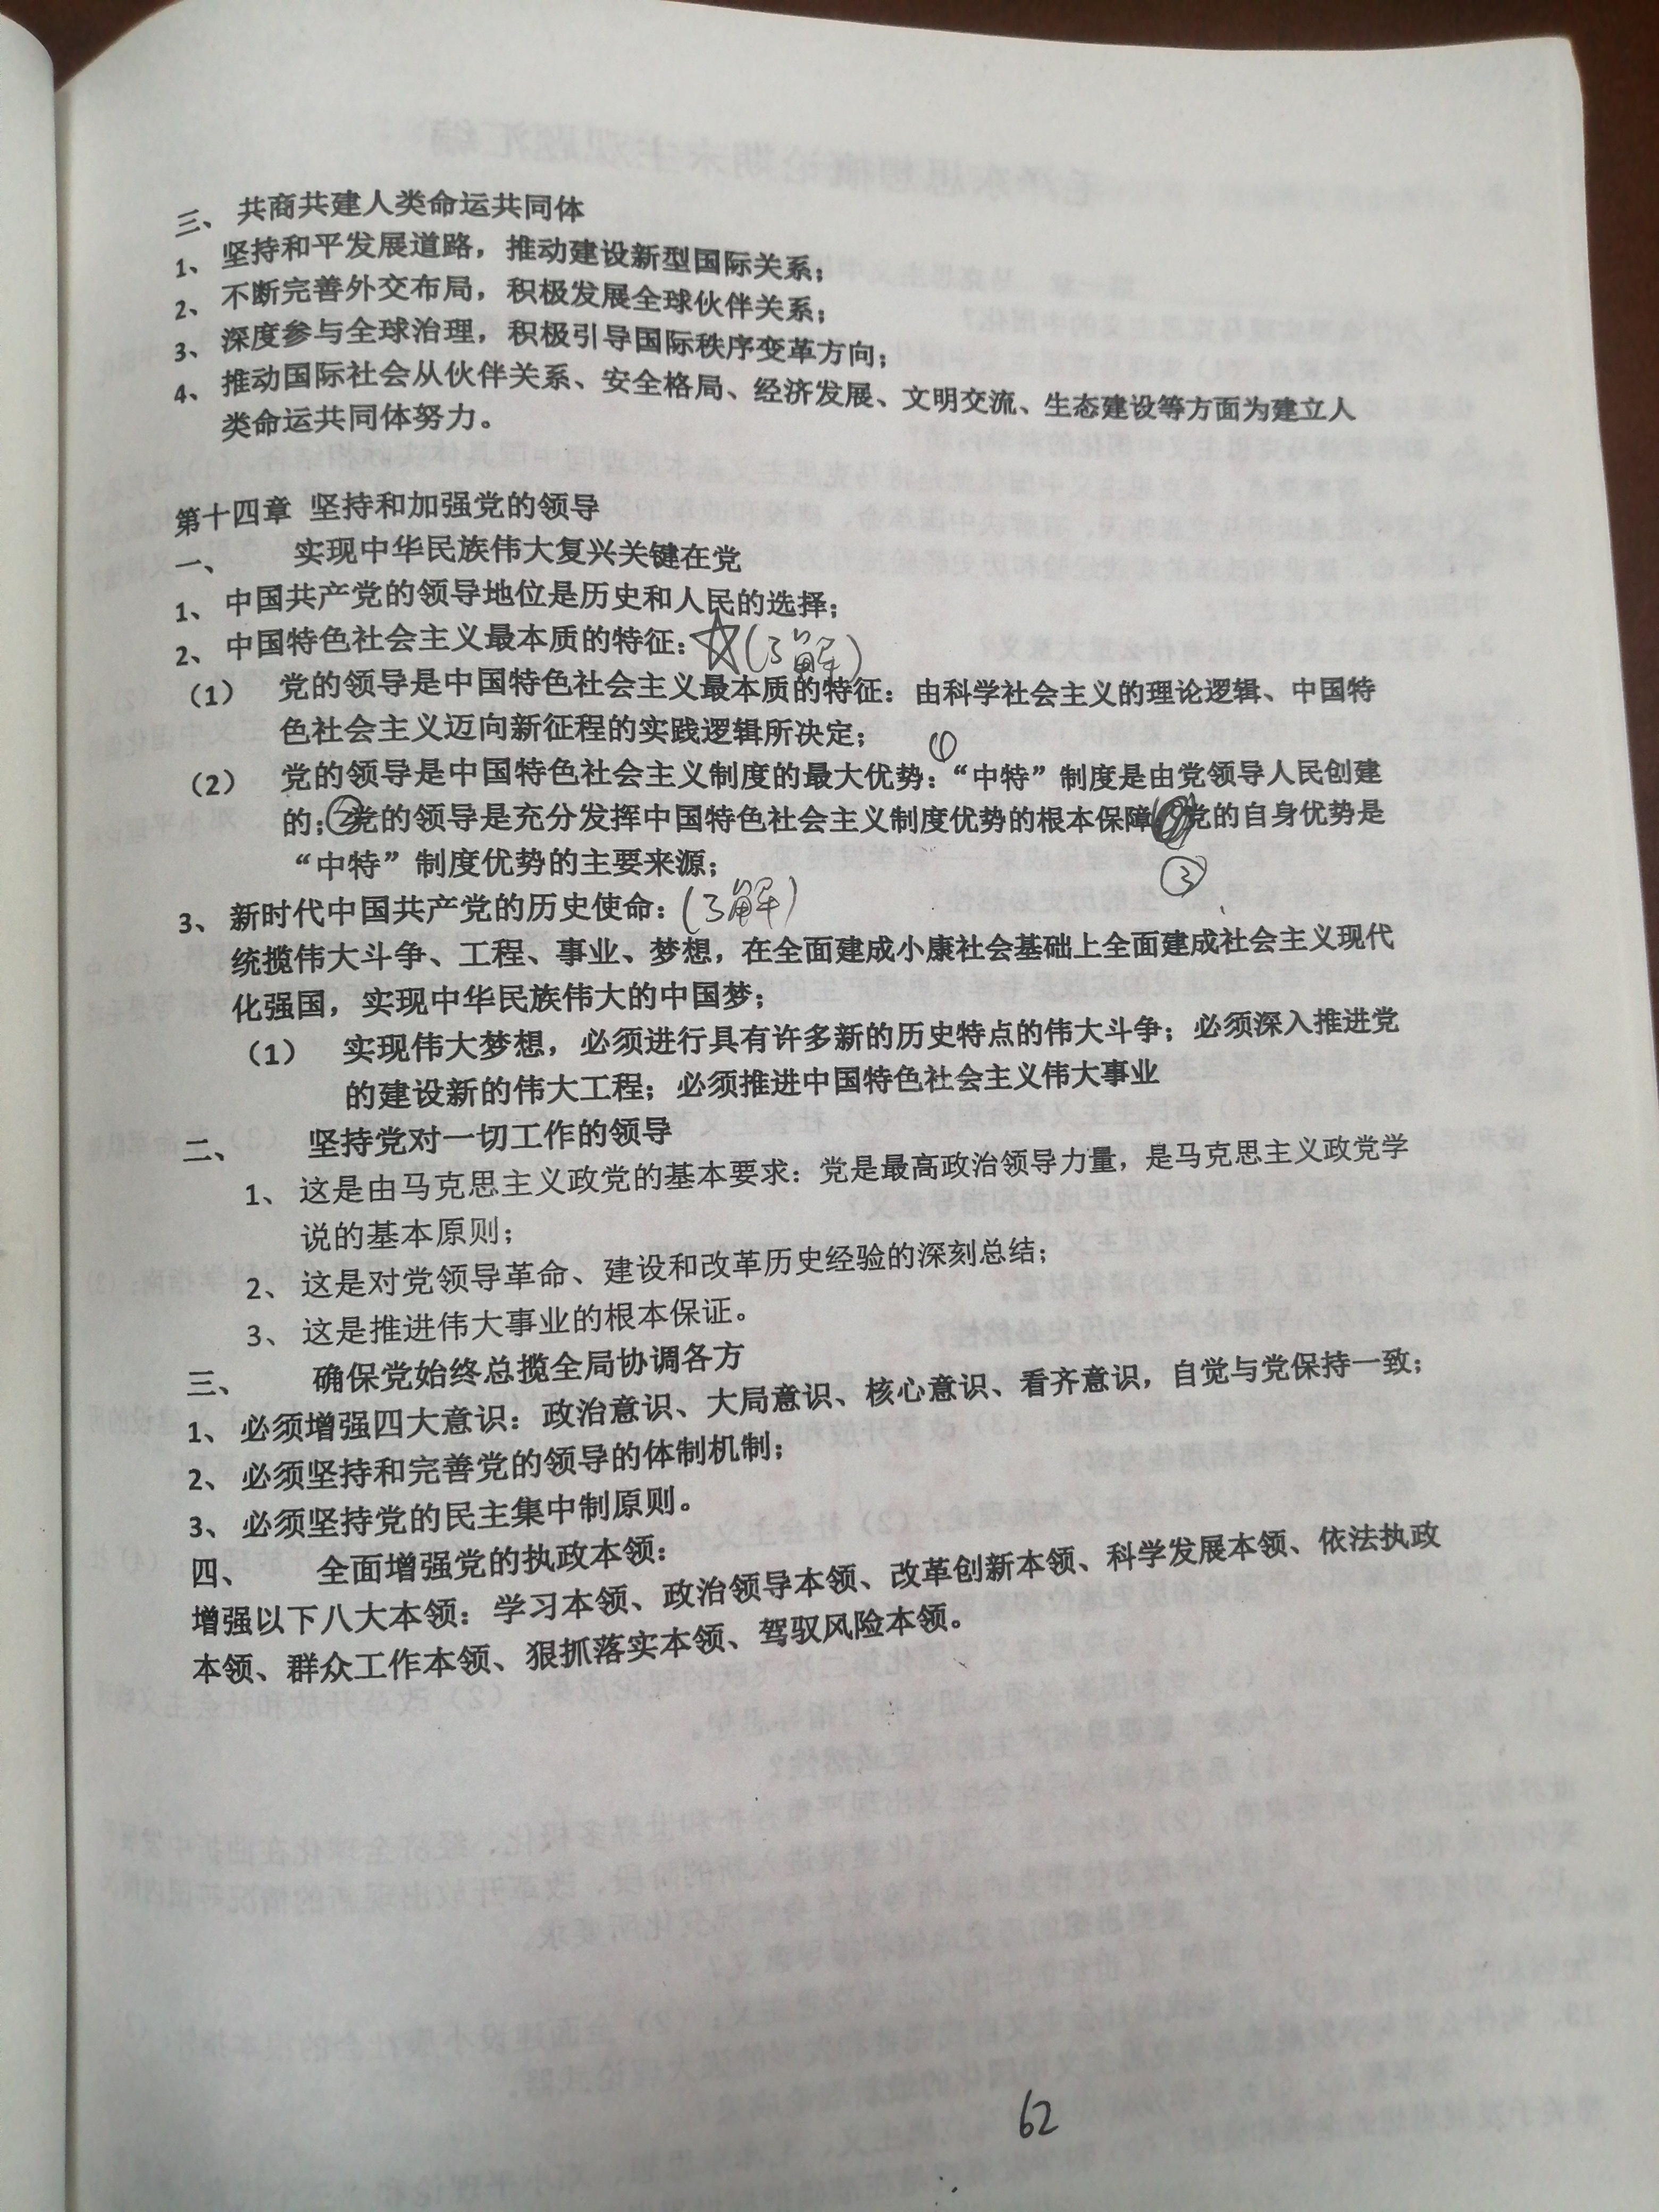 三、共商共建人类命运共同体
1、坚持和平发展道路，推动建设新型国际关系；
2、不断完善外交布局，积极发展全球伙伴关系；
3、深度参与全球治理，积极引导国际秩序变革方向；
4、推动国际社会从伙伴关系、安全格局、经济发展、文明交流、生态建设等方面为建立人
类命运共同体努力。
第十四章 坚持和加强党的领导
一、 实现中华民族伟大复兴关键在党
1、中国共产党的领导地位是历史和人民的选择；
2、中国特色社会主义最本质的特征：☆(了解)
（1） 党的领导是中国特色社会主义最本质的特征：由科学社会主义的理论逻辑、中国特
色社会主义迈向新征程的实践逻辑所决定；
（2） 党的领导是中国特色社会主义制度的最大优势：①“中特”制度是由党领导人民创建
的；②党的领导是充分发挥中国特色社会主义制度优势的根本保障③党的自身优势是
“中特”制度优势的主要来源；
3、新时代中国共产党的历史使命：(了解)
统揽伟大斗争、工程、事业、梦想，在全面建成小康社会基础上全面建成社会主义现代
化强国，实现中华民族伟大的中国梦；
（1） 实现伟大梦想，必须进行具有许多新的历史特点的伟大斗争；必须深入推进党
的建设新的伟大工程；必须推进中国特色社会主义伟大事业
二、 坚持党对一切工作的领导
1、这是由马克思主义政党的基本要求：党是最高政治领导力量，是马克思主义政党学
说的基本原则；
2、这是对党领导革命、建设和改革历史经验的深刻总结；
3、这是推进伟大事业的根本保证。
三、 确保党始终总揽全局协调各方
1、必须增强四大意识：政治意识、大局意识、核心意识、看齐意识，自觉与党保持一致；
2、必须坚持和完善党的领导的体制机制；
3、必须坚持党的民主集中制原则。
四、 全面增强党的执政本领：
增强以下八大本领：学习本领、政治领导本领、改革创新本领、科学发展本领、依法执政
本领、群众工作本领、狠抓落实本领、驾驭风险本领。
62